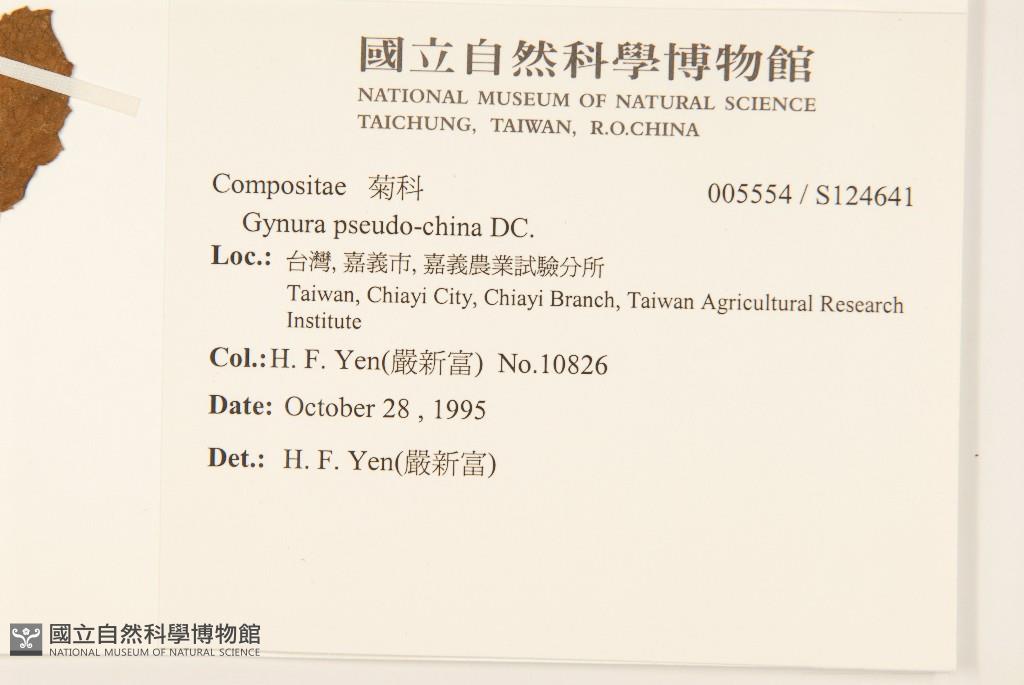 國立自然科學博物館
NATIONAL MUSEUM OF NATURAL SCIENCE
TAICHUNG, TAIWAN, R.O.CHINA
Compositae 菊科 005554 / S124641
Gynura pseudo-china DC.
Loc.: 台灣, 嘉義市, 嘉義農業試驗分所
Taiwan, Chiayi City, Chiayi Branch, Taiwan Agricultural Research
Institute
Col.: H. F. Yen(嚴新富) No.10826
Date: October 28 , 1995
Det.: H. F. Yen(嚴新富)
國立自然科學博物館
NATIONAL MUSEUM OF NATURAL SCIENCE